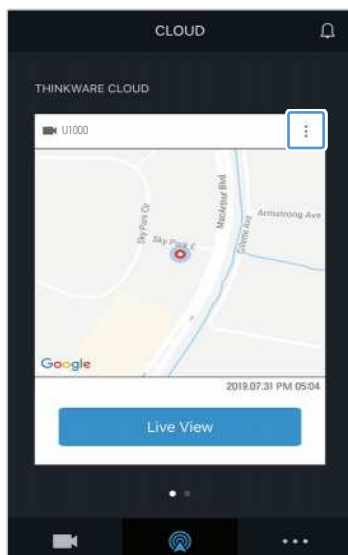 CLOUD
THINKWARE CLOUD
U1000
Sky Park Cir
MacArthur Blvd
Armstrong Ave
Sky Park E
Gillette Ave
Google
2019.07.31 PM 05:04
Live View